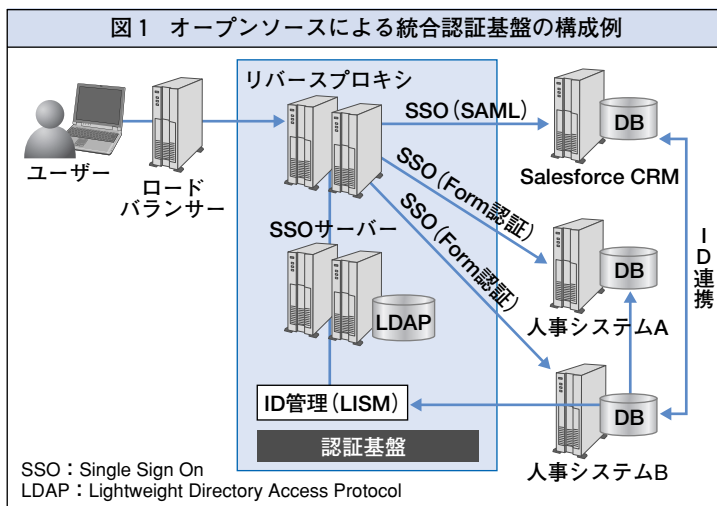 図1 オープンソースによる統合認証基盤の構成例
リバースプロキシ
SSO(SAML)
DB
ユーザー
ロード
バランサー
Salesforce CRM
SSO(Form認証)
SSO(Form認証)
ID連携
SSOサーバー
LDAP
DB
人事システムA
ID管理(LISM)
DB
認証基盤
人事システムB
SSO：Single Sign On
LDAP：Lightweight Directory Access Protocol